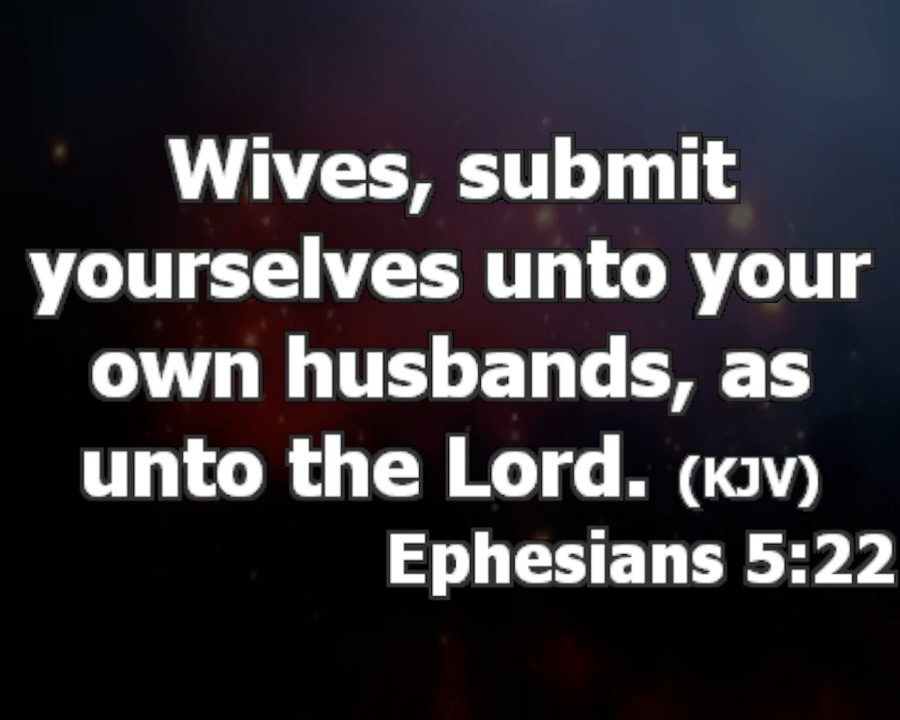 Wives, submit
yourselves unto your
own husbands, as
unto the Lord. (KJV)
Ephesians 5:22